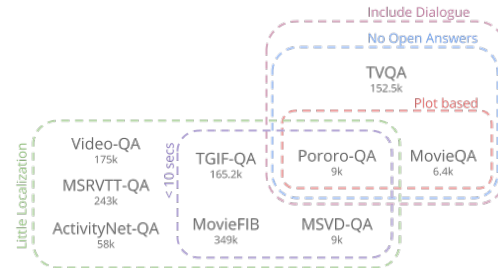 Include Dialogue
No Open Answers
TVQA
152.5k
Plot based
Little Localization
Video-QA
175k
MSRVTT-QA
243k
ActivityNet-QA
58k
< 10 secs
TGIF-QA
165.2k
MovieFIB
349k
Pororo-QA
9k
MSVD-QA
9k
MovieQA
6.4k